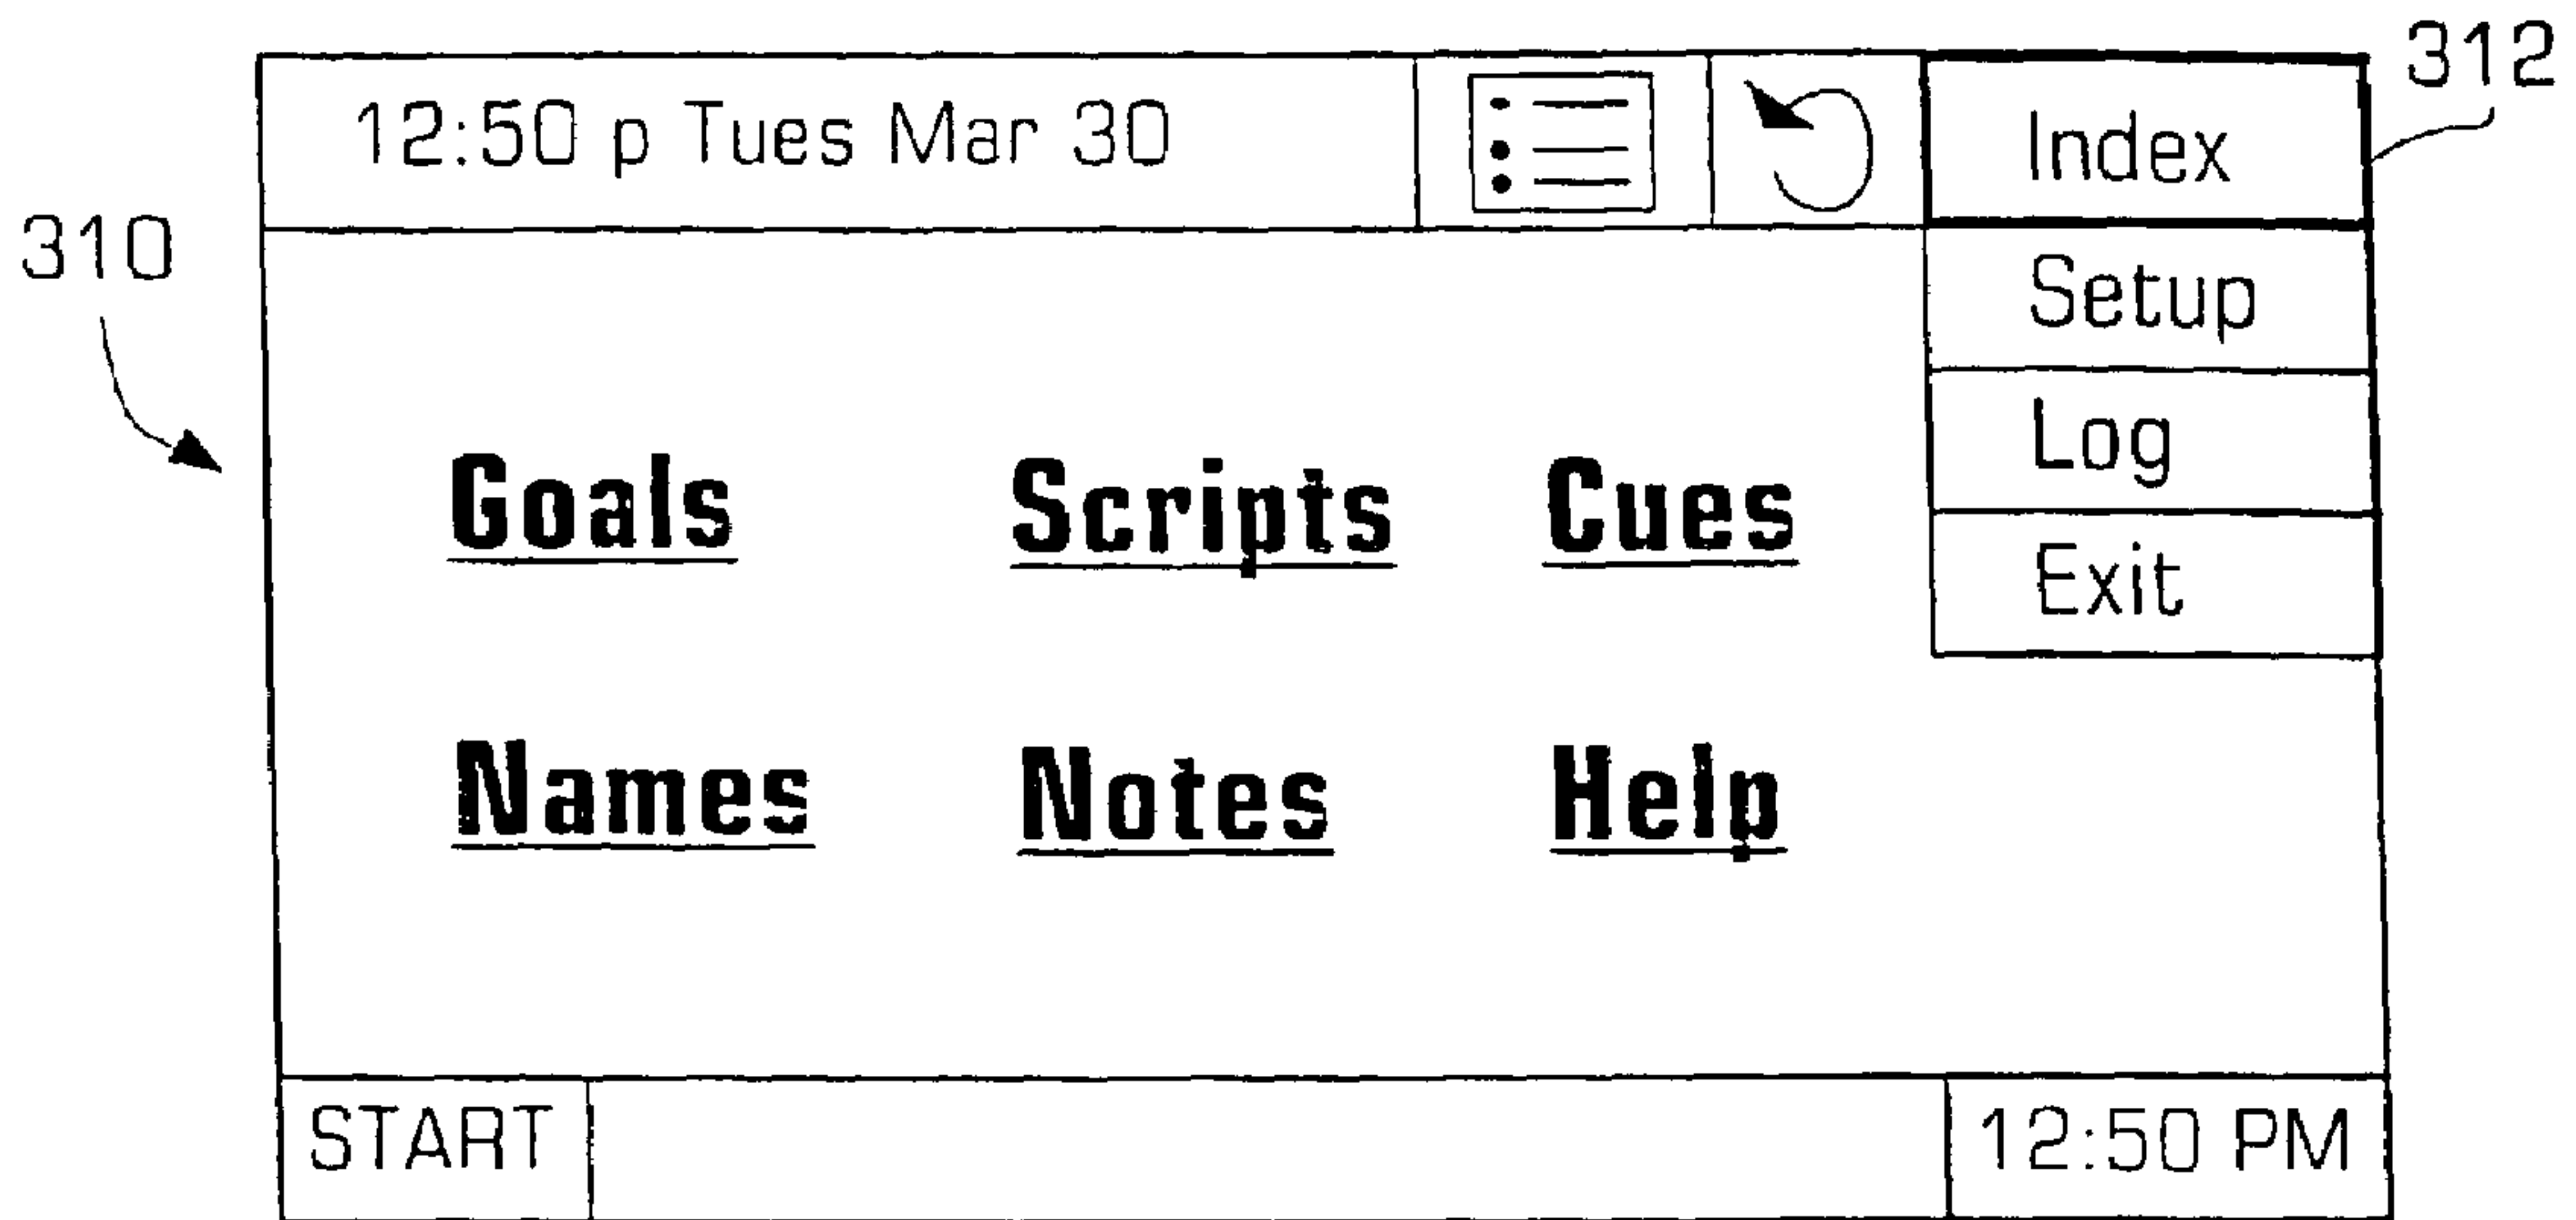 312
12:50 p Tues Mar 30 Index
310
Setup
Log
Exit
Goals Scripts Cues
Names Notes Help
START 12:50 PM